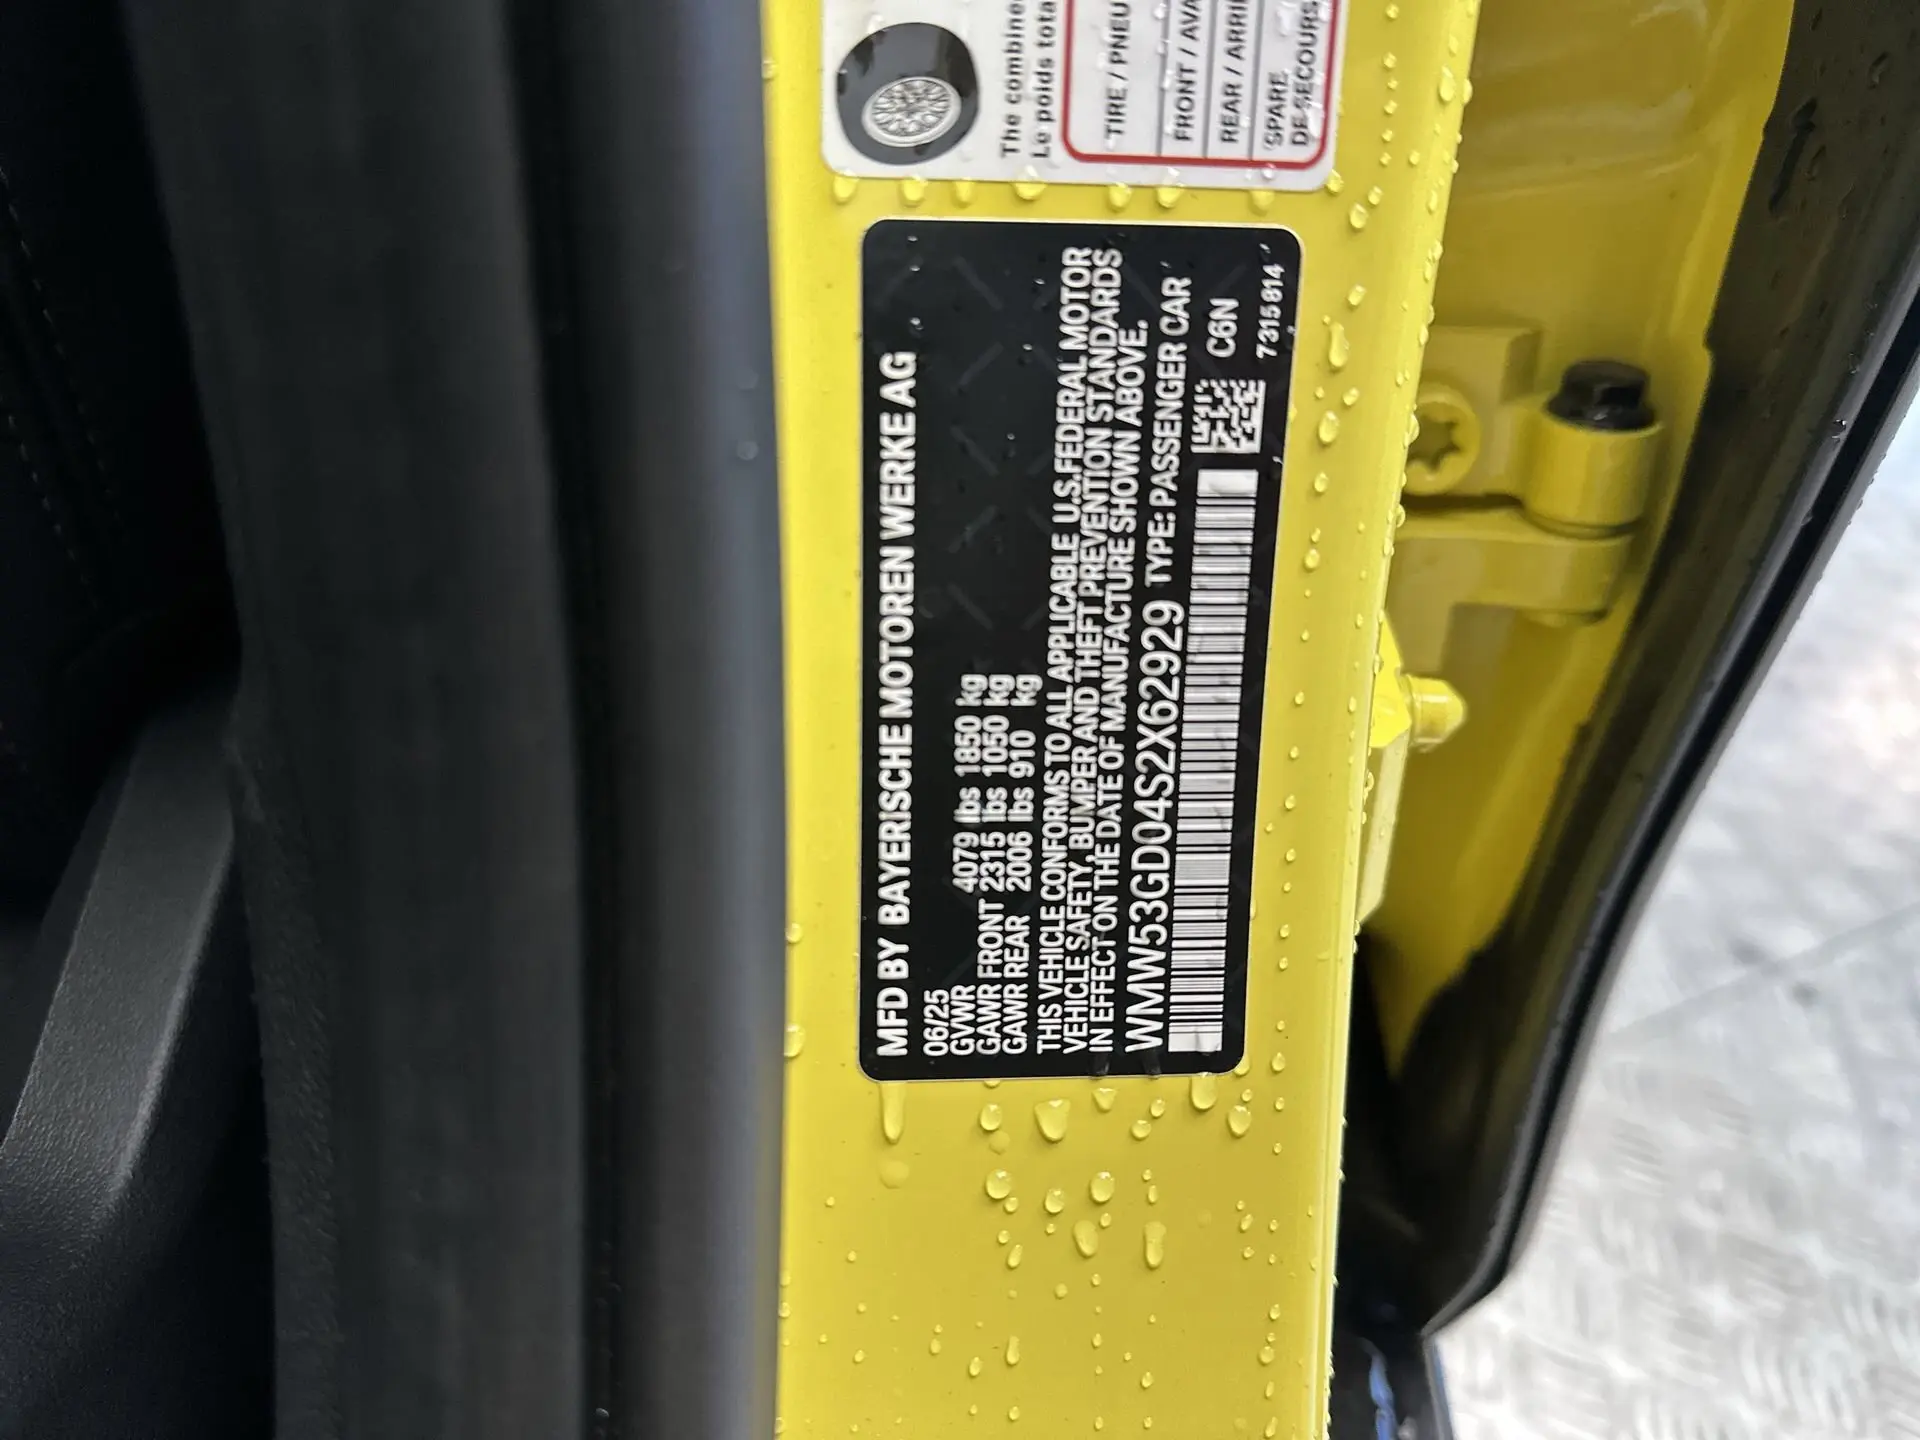 The combine
Le poids tota
TIRE / PNEU
FRONT / AVA
REAR / ARRI
SPARE
DE SECOURS
MFD BY BAYERISCHE MOTOREN WERKE AG
06/25
GVWR 4079 lbs 1850 kg
GAWR FRONT 2315 lbs 1050 kg
GAWR REAR 2006 lbs 910 kg
THIS VEHICLE CONFORMS TO ALL APPLICABLE U.S.FEDERAL MOTOR
VEHICLE SAFETY, BUMPER AND THEFT PREVENTION STANDARDS
IN EFFECT ON THE DATE OF MANUFACTURE SHOWN ABOVE.
WMW53GD04S2X62929 TYPE: PASSENGER CAR
C6N
7315814